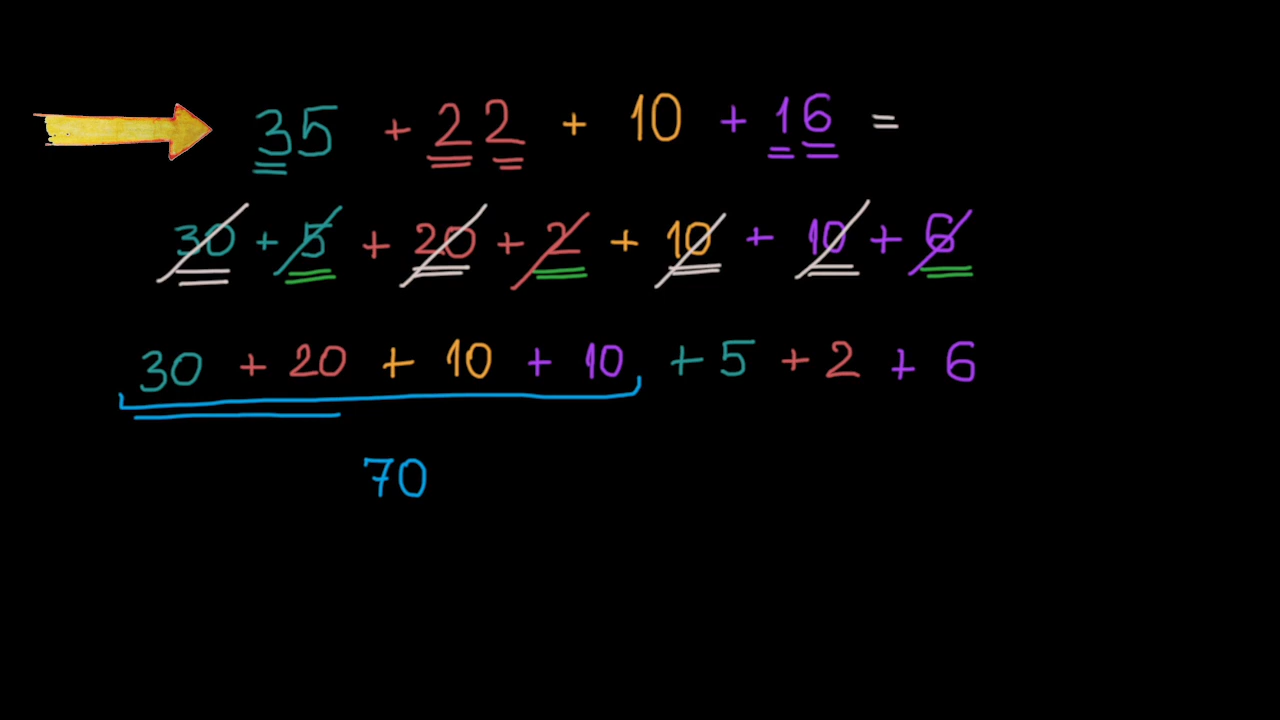 35 + 22 + 10 + 16 =
30 + 5 + 20 + 2 + 10 + 10 + 6
30 + 20 + 10 + 10 + 5 + 2 + 6
70